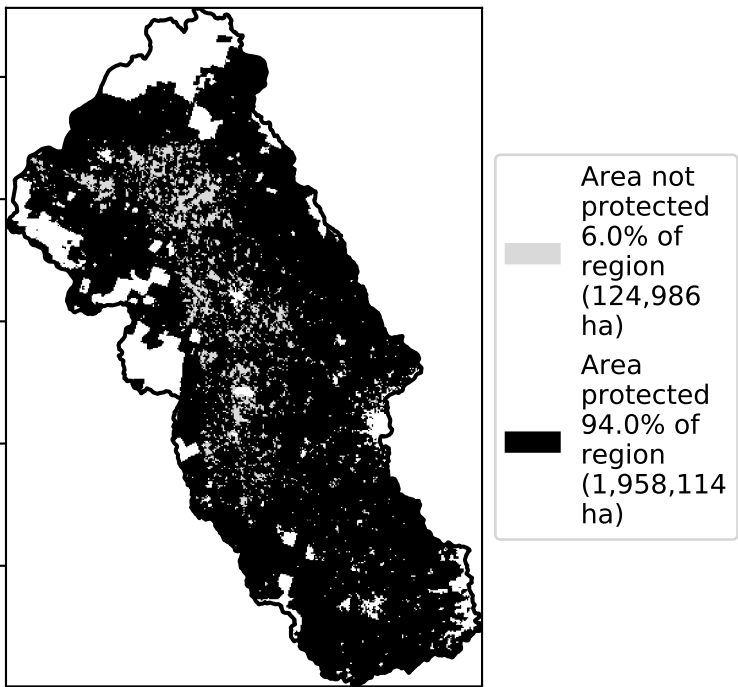 Area not
protected
6.0% of
region
(124,986
ha)
Area
protected
94.0% of
region
(1,958,114
ha)